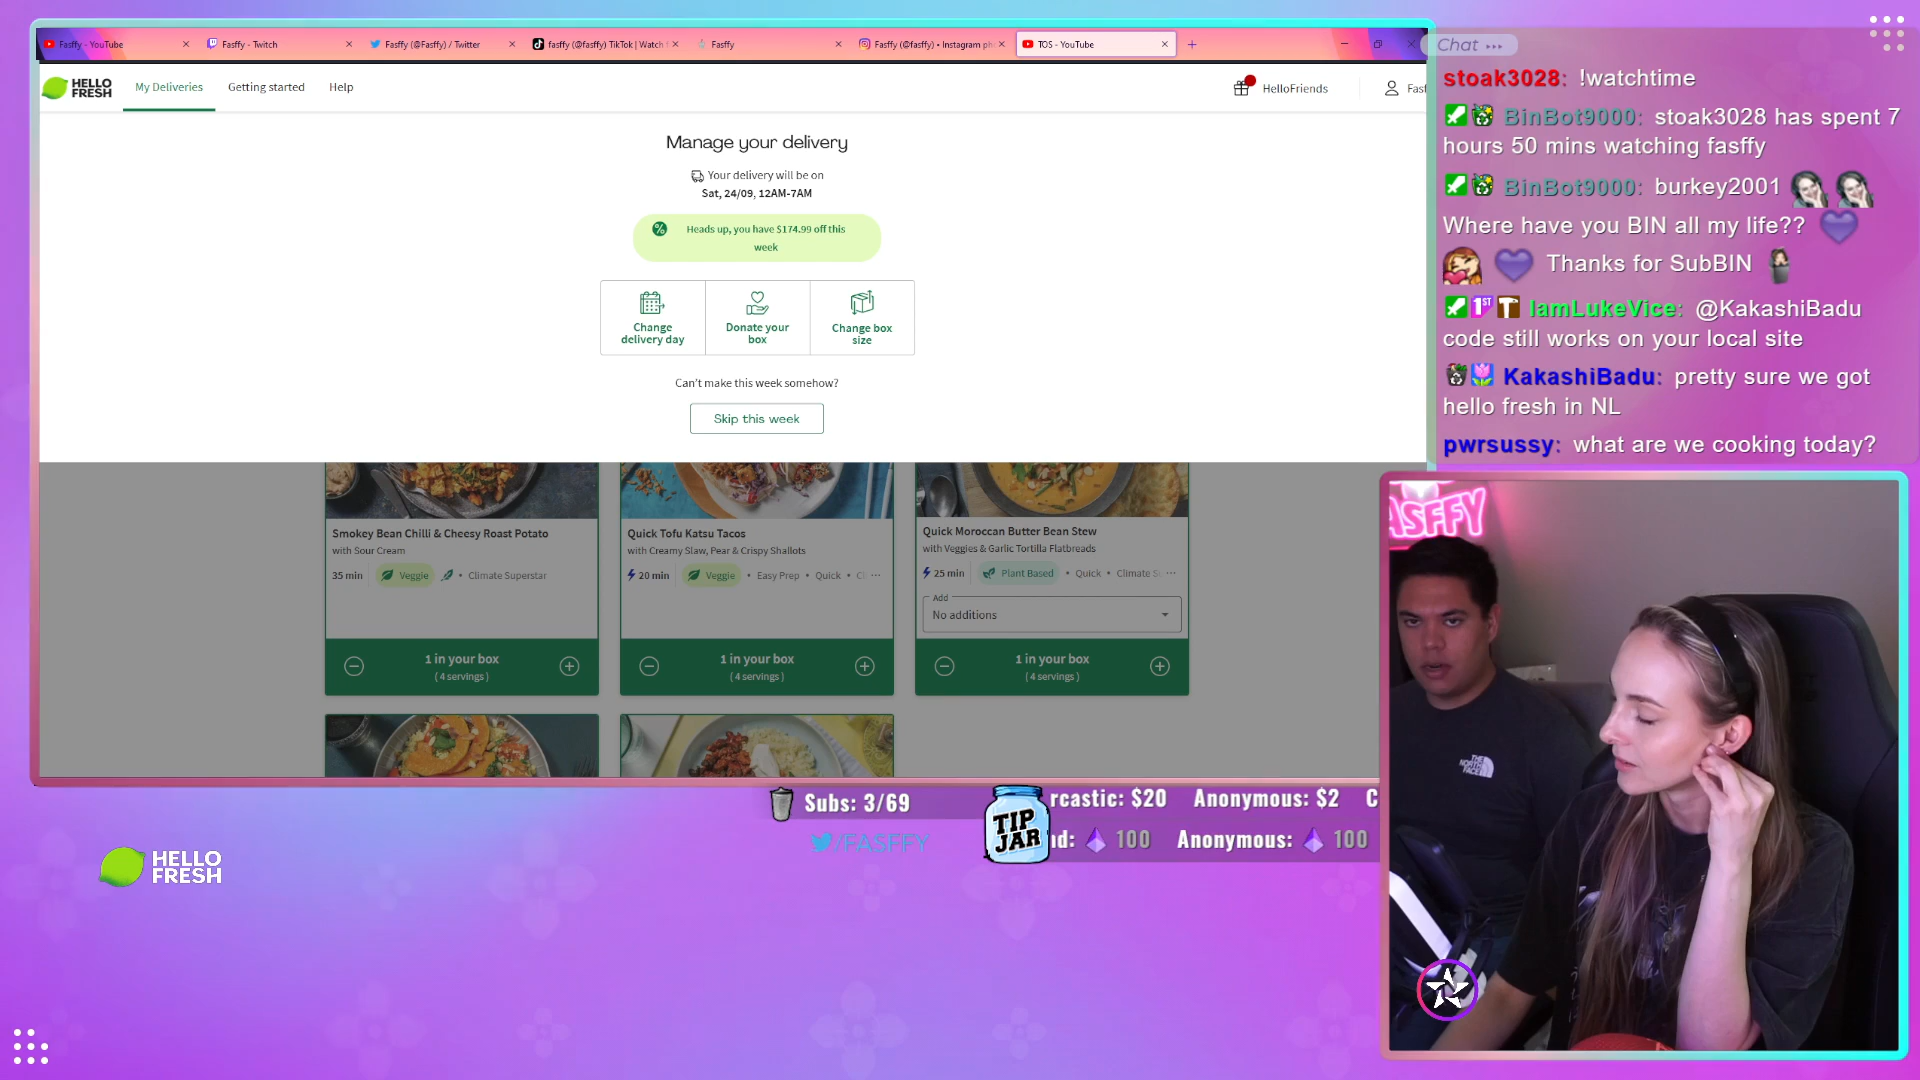 Fasffy - YouTube
Fasffy - Twitch
Fasffy (@Fasffy) / Twitter
fasffy (@fasffy) TikTok | Watch
Fasffy
Fasffy (@fasffy) • Instagram ph
TOS - YouTube
HELLO FRESH
My Deliveries
Getting started
Help
HelloFriends
Fasf
Manage your delivery
Your delivery will be on
Sat, 24/09, 12AM-7AM
Heads up, you have $174.99 off this
week
Change
delivery day
Donate your
box
Change box
size
Can't make this week somehow?
Skip this week
Smokey Bean Chilli & Cheesy Roast Potato
with Sour Cream
35 min Veggie • Climate Superstar
1 in your box
( 4 servings )
Quick Tofu Katsu Tacos
with Creamy Slaw, Pear & Crispy Shallots
20 min Veggie • Easy Prep • Quick • Cl ···
1 in your box
( 4 servings )
Quick Moroccan Butter Bean Stew
with Veggies & Garlic Tortilla Flatbreads
25 min Plant Based • Quick • Climate S ···
Add
No additions
1 in your box
( 4 servings )
Chat
stoak3028: !watchtime
BinBot9000: stoak3028 has spent 7
hours 50 mins watching fasffy
BinBot9000: burkey2001
Where have you BIN all my life??
Thanks for SubBIN
1ST IamLukeVice: @KakashiBadu
code still works on your local site
KakashiBadu: pretty sure we got
hello fresh in NL
pwrsussy: what are we cooking today?
ASFFY
THE NORTH FACE
Subs: 3/69
/FASFFY
TIP JAR
rcastic: $20 Anonymous: $2 C
nd: 100 Anonymous: 100
HELLO
FRESH